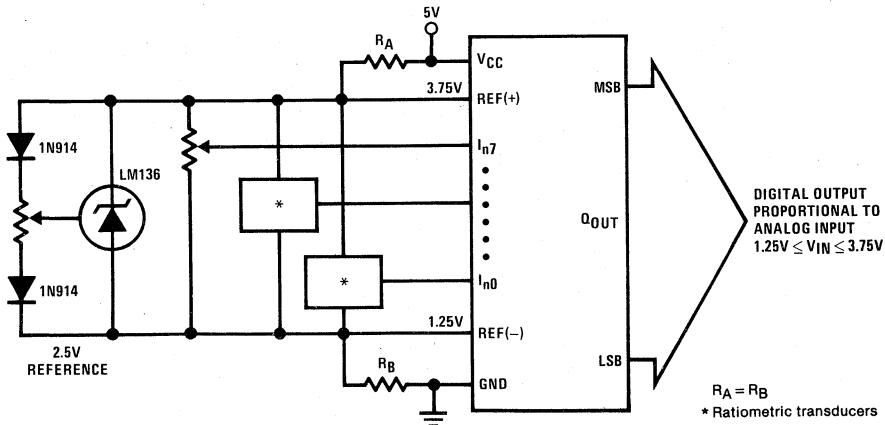 5V
RA
VCC
3.75V
REF(+)
MSB
1N914
LM136
In7
*
QOUT
DIGITAL OUTPUT
PROPORTIONAL TO
ANALOG INPUT
1.25V ≤ VIN ≤ 3.75V
*
In0
1N914
1.25V
REF(−)
2.5V
REFERENCE
RB
GND
LSB
RA = RB
* Ratiometric transducers